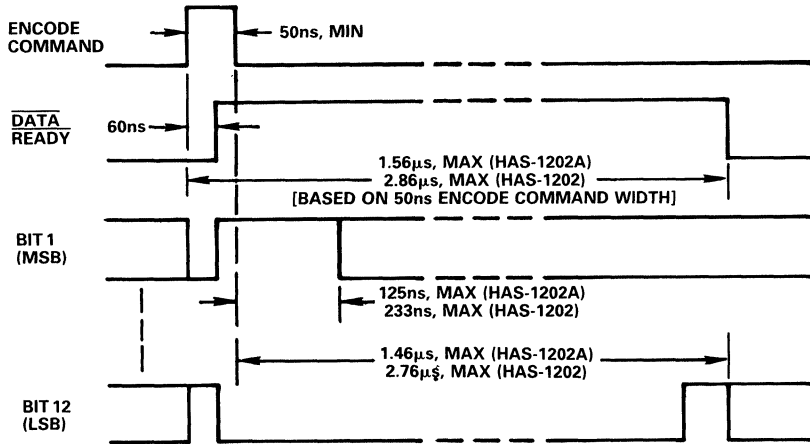 ENCODE
COMMAND
50ns, MIN
DATA
READY
60ns
1.56µs, MAX (HAS-1202A)
2.86µs, MAX (HAS-1202)
[BASED ON 50ns ENCODE COMMAND WIDTH]
BIT 1
(MSB)
125ns, MAX (HAS-1202A)
233ns, MAX (HAS-1202)
1.46µs, MAX (HAS-1202A)
2.76µs, MAX (HAS-1202)
BIT 12
(LSB)